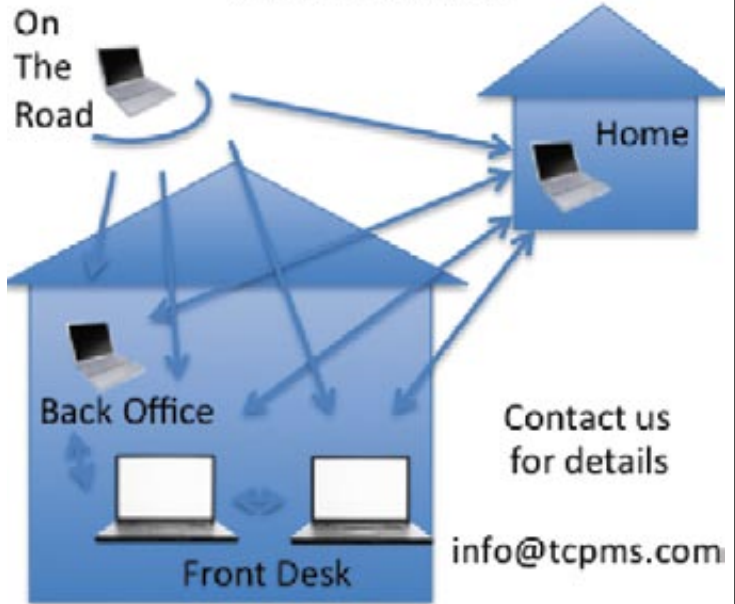 On
The
Road
Home
Back Office
Front Desk
Contact us
for details
info@tcpms.com